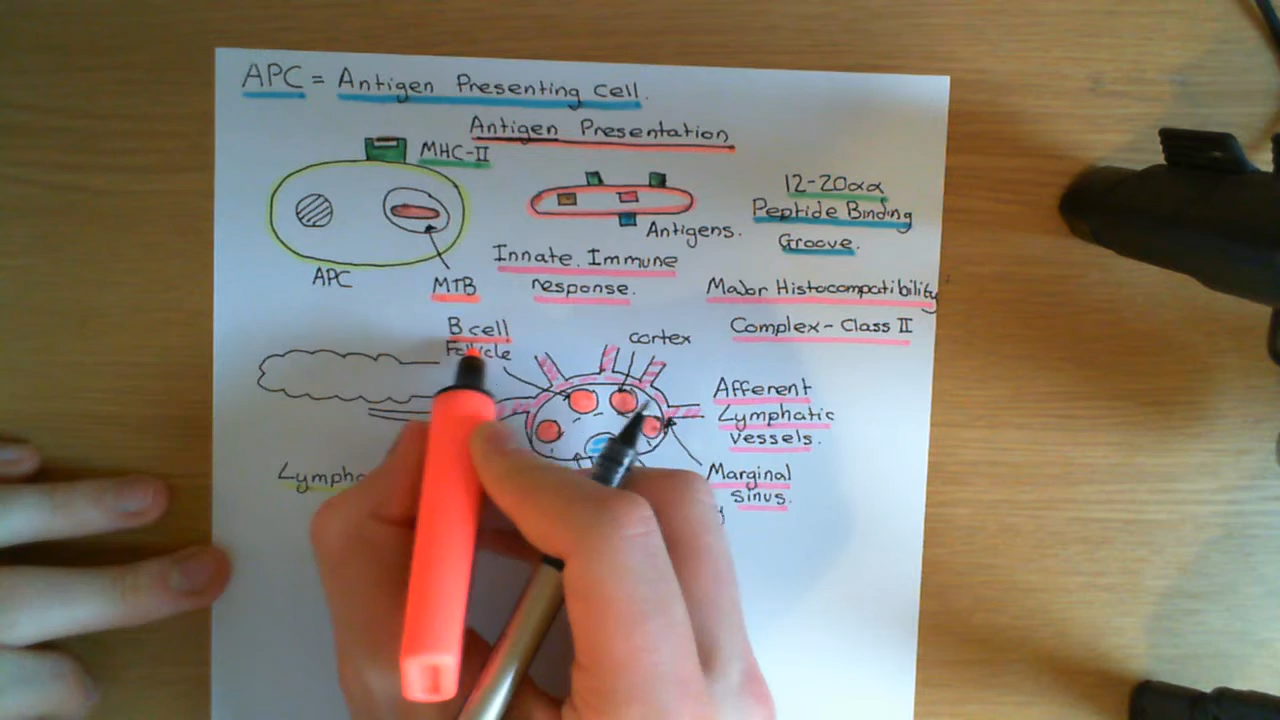 APC = Antigen Presenting Cell.
Antigen Presentation
MHC-II
12-20αα
Peptide Binding
Groove.
Antigens.
Innate Immune
response.
APC
MTB
Major Histocompatibility
Complex - Class II
B cell
Follicle
cortex
Afferent
Lymphatic
vessels.
Marginal
sinus.